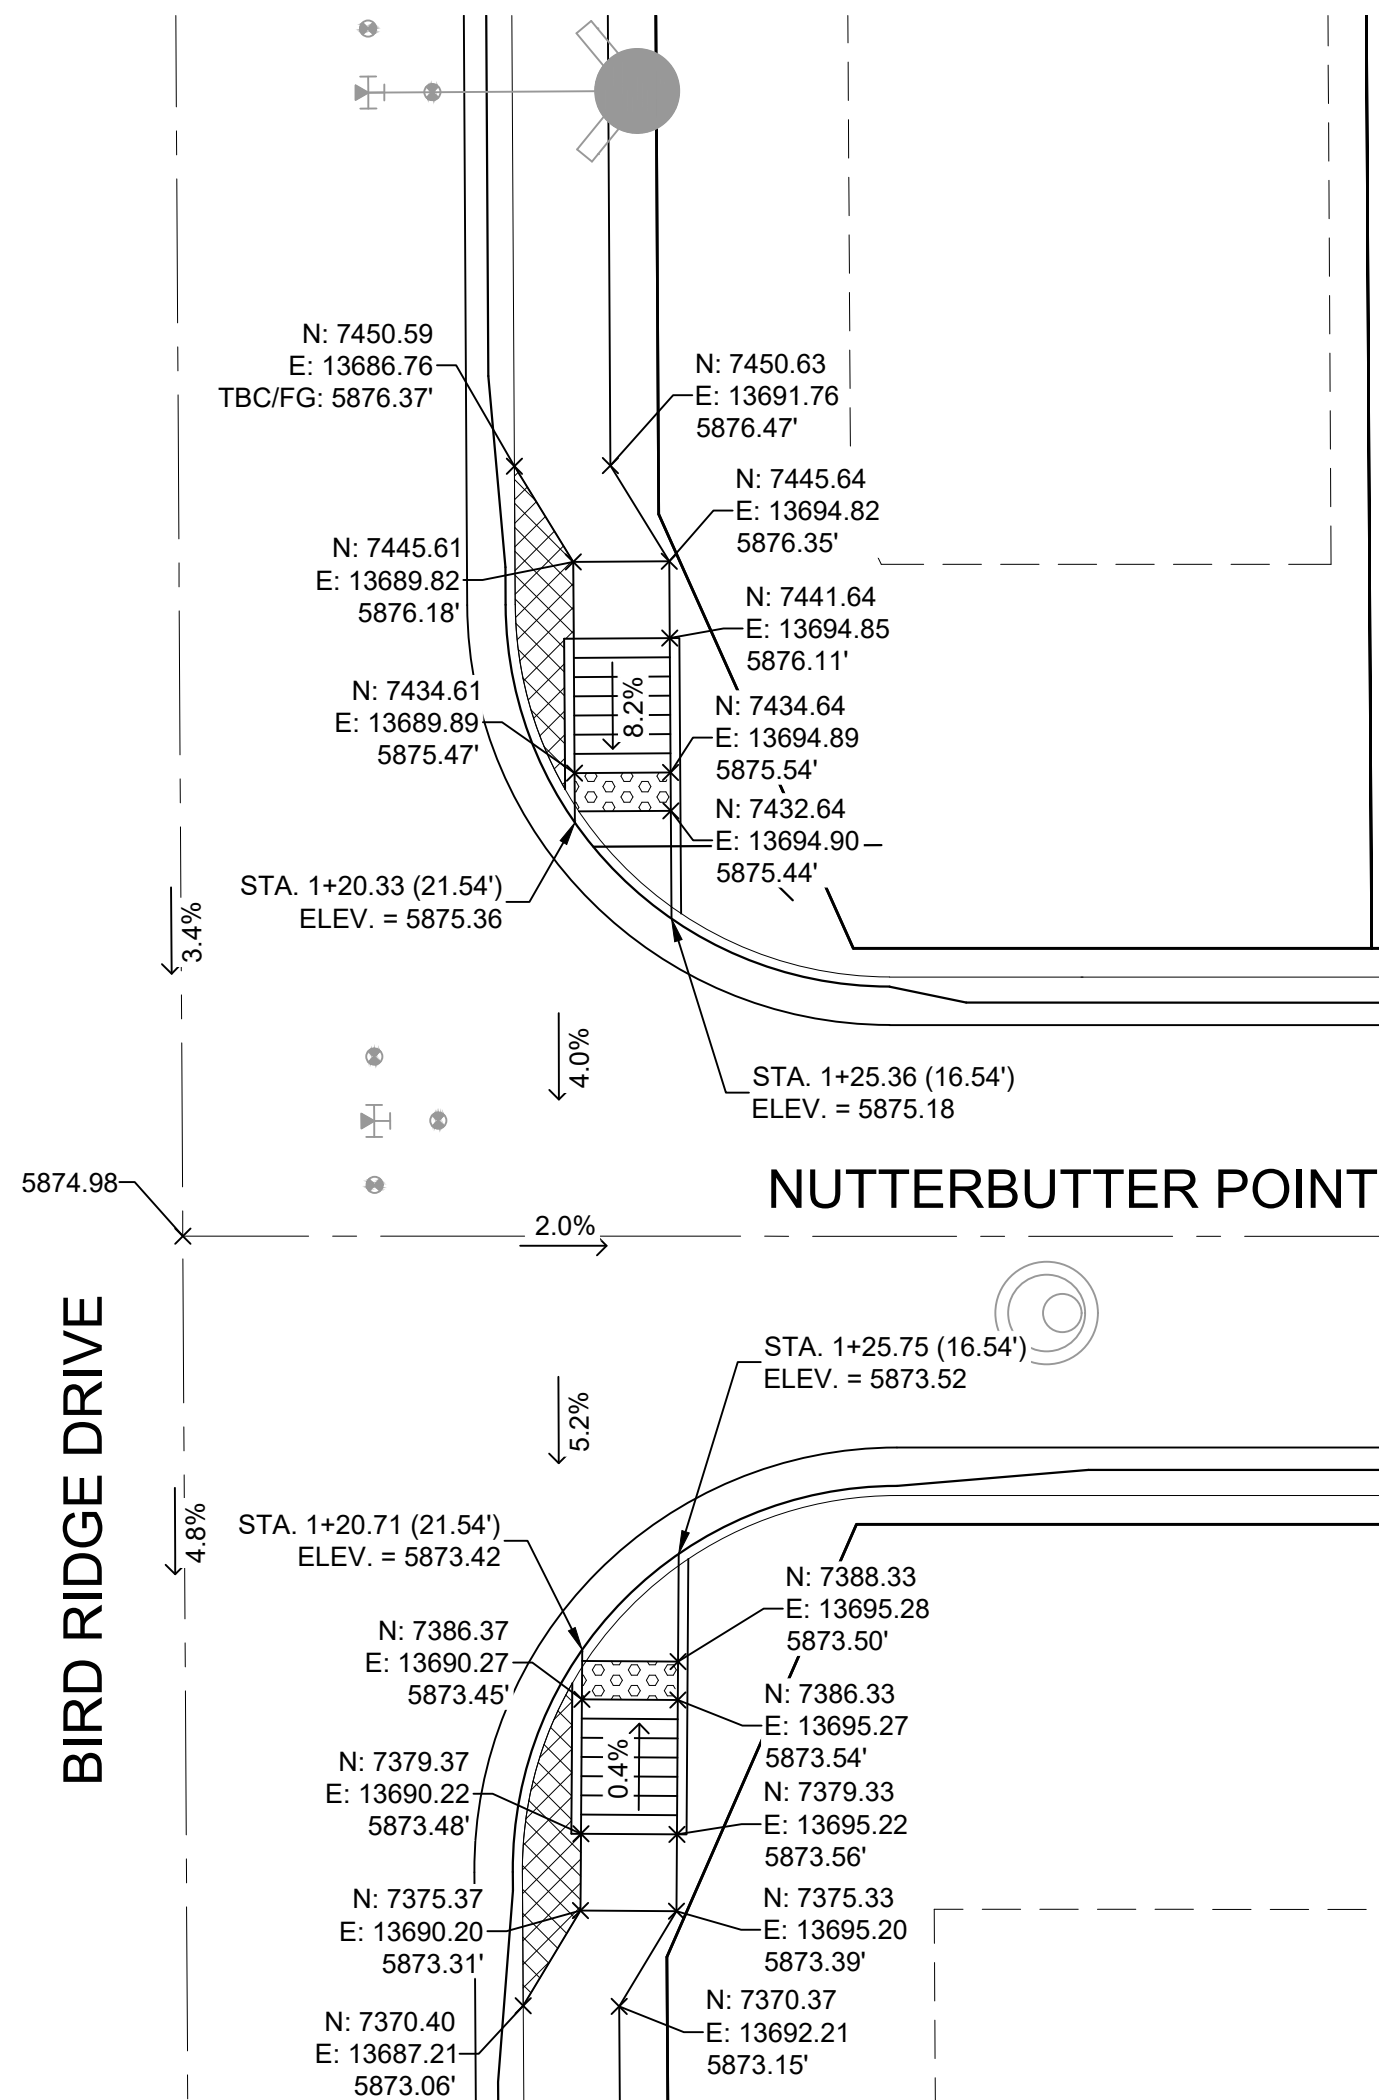 N: 7450.59
E: 13686.76
TBC/FG: 5876.37'
N: 7450.63
E: 13691.76
5876.47'
N: 7445.64
E: 13694.82
5876.35'
N: 7445.61
E: 13689.82
5876.18'
N: 7441.64
E: 13694.85
5876.11'
N: 7434.61
E: 13689.89
5875.47'
8.2%
N: 7434.64
E: 13694.89
5875.54'
N: 7432.64
E: 13694.90
5875.44'
STA. 1+20.33 (21.54')
ELEV. = 5875.36
3.4%
4.0%
STA. 1+25.36 (16.54')
ELEV. = 5875.18
5874.98
NUTTERBUTTER POINT
2.0%
BIRD RIDGE DRIVE
STA. 1+25.75 (16.54')
ELEV. = 5873.52
5.2%
4.8%
STA. 1+20.71 (21.54')
ELEV. = 5873.42
N: 7388.33
E: 13695.28
5873.50'
N: 7386.37
E: 13690.27
5873.45'
N: 7386.33
E: 13695.27
5873.54'
0.4%
N: 7379.37
E: 13690.22
5873.48'
N: 7379.33
E: 13695.22
5873.56'
N: 7375.37
E: 13690.20
5873.31'
N: 7375.33
E: 13695.20
5873.39'
N: 7370.40
E: 13687.21
5873.06'
N: 7370.37
E: 13692.21
5873.15'